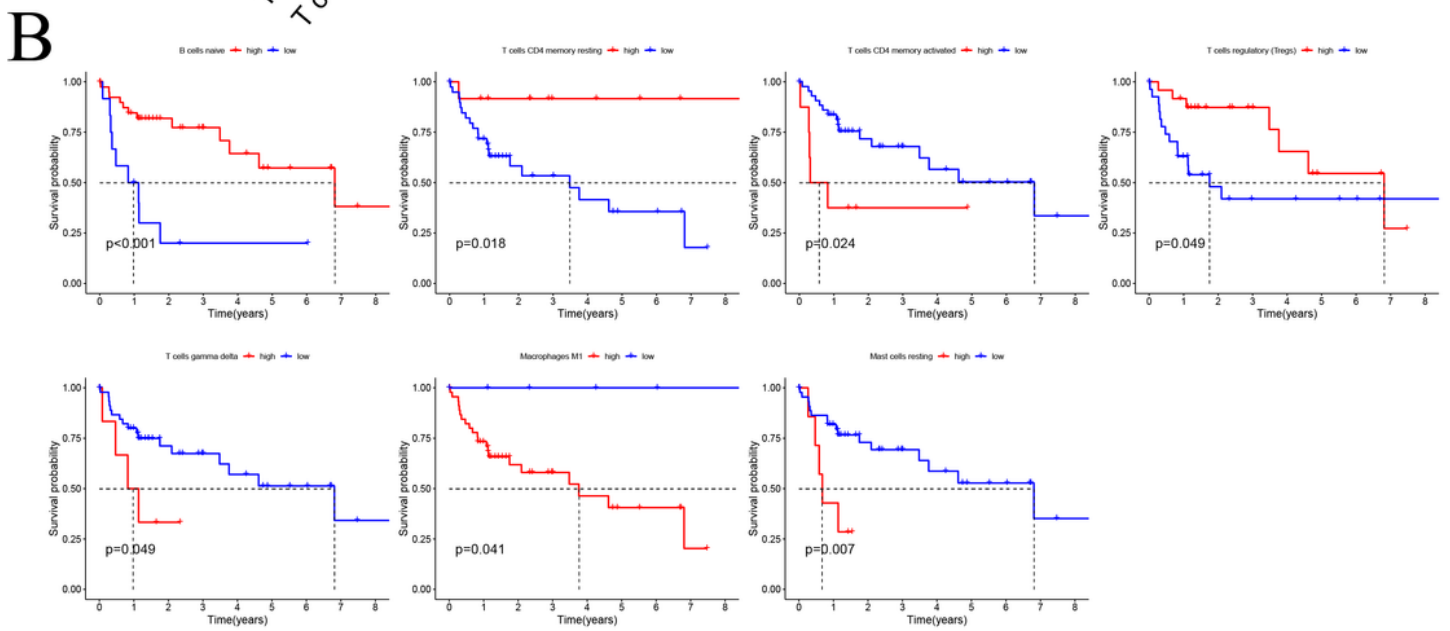 T
B
B cells naive high low
T cells CD4 memory resting high low
T cells CD4 memory activated high low
T cells regulatory (Tregs) high low
Survival probability
1.00
0.75
0.50
0.25
0.00
p<0.001
0 1 2 3 4 5 6 7 8
Time(years)
Survival probability
1.00
0.75
0.50
0.25
0.00
p=0.018
0 1 2 3 4 5 6 7 8
Time(years)
Survival probability
1.00
0.75
0.50
0.25
0.00
p=0.024
0 1 2 3 4 5 6 7 8
Time(years)
Survival probability
1.00
0.75
0.50
0.25
0.00
p=0.049
0 1 2 3 4 5 6 7 8
Time(years)
T cells gamma delta high low
Macrophages M1 high low
Mast cells resting high low
Survival probability
1.00
0.75
0.50
0.25
0.00
p=0.049
0 1 2 3 4 5 6 7 8
Time(years)
Survival probability
1.00
0.75
0.50
0.25
0.00
p=0.041
0 1 2 3 4 5 6 7 8
Time(years)
Survival probability
1.00
0.75
0.50
0.25
0.00
p=0.007
0 1 2 3 4 5 6 7 8
Time(years)